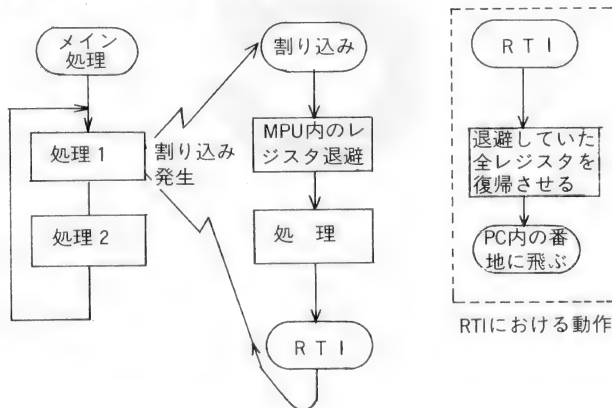 メイン
処理
処理1
処理2
割り込み
発生
割り込み
MPU内のレ
ジスタ退避
処 理
R T I
R T I
退避していた
全レジスタを
復帰させる
PC内の番
地に飛ぶ
RTIにおける動作